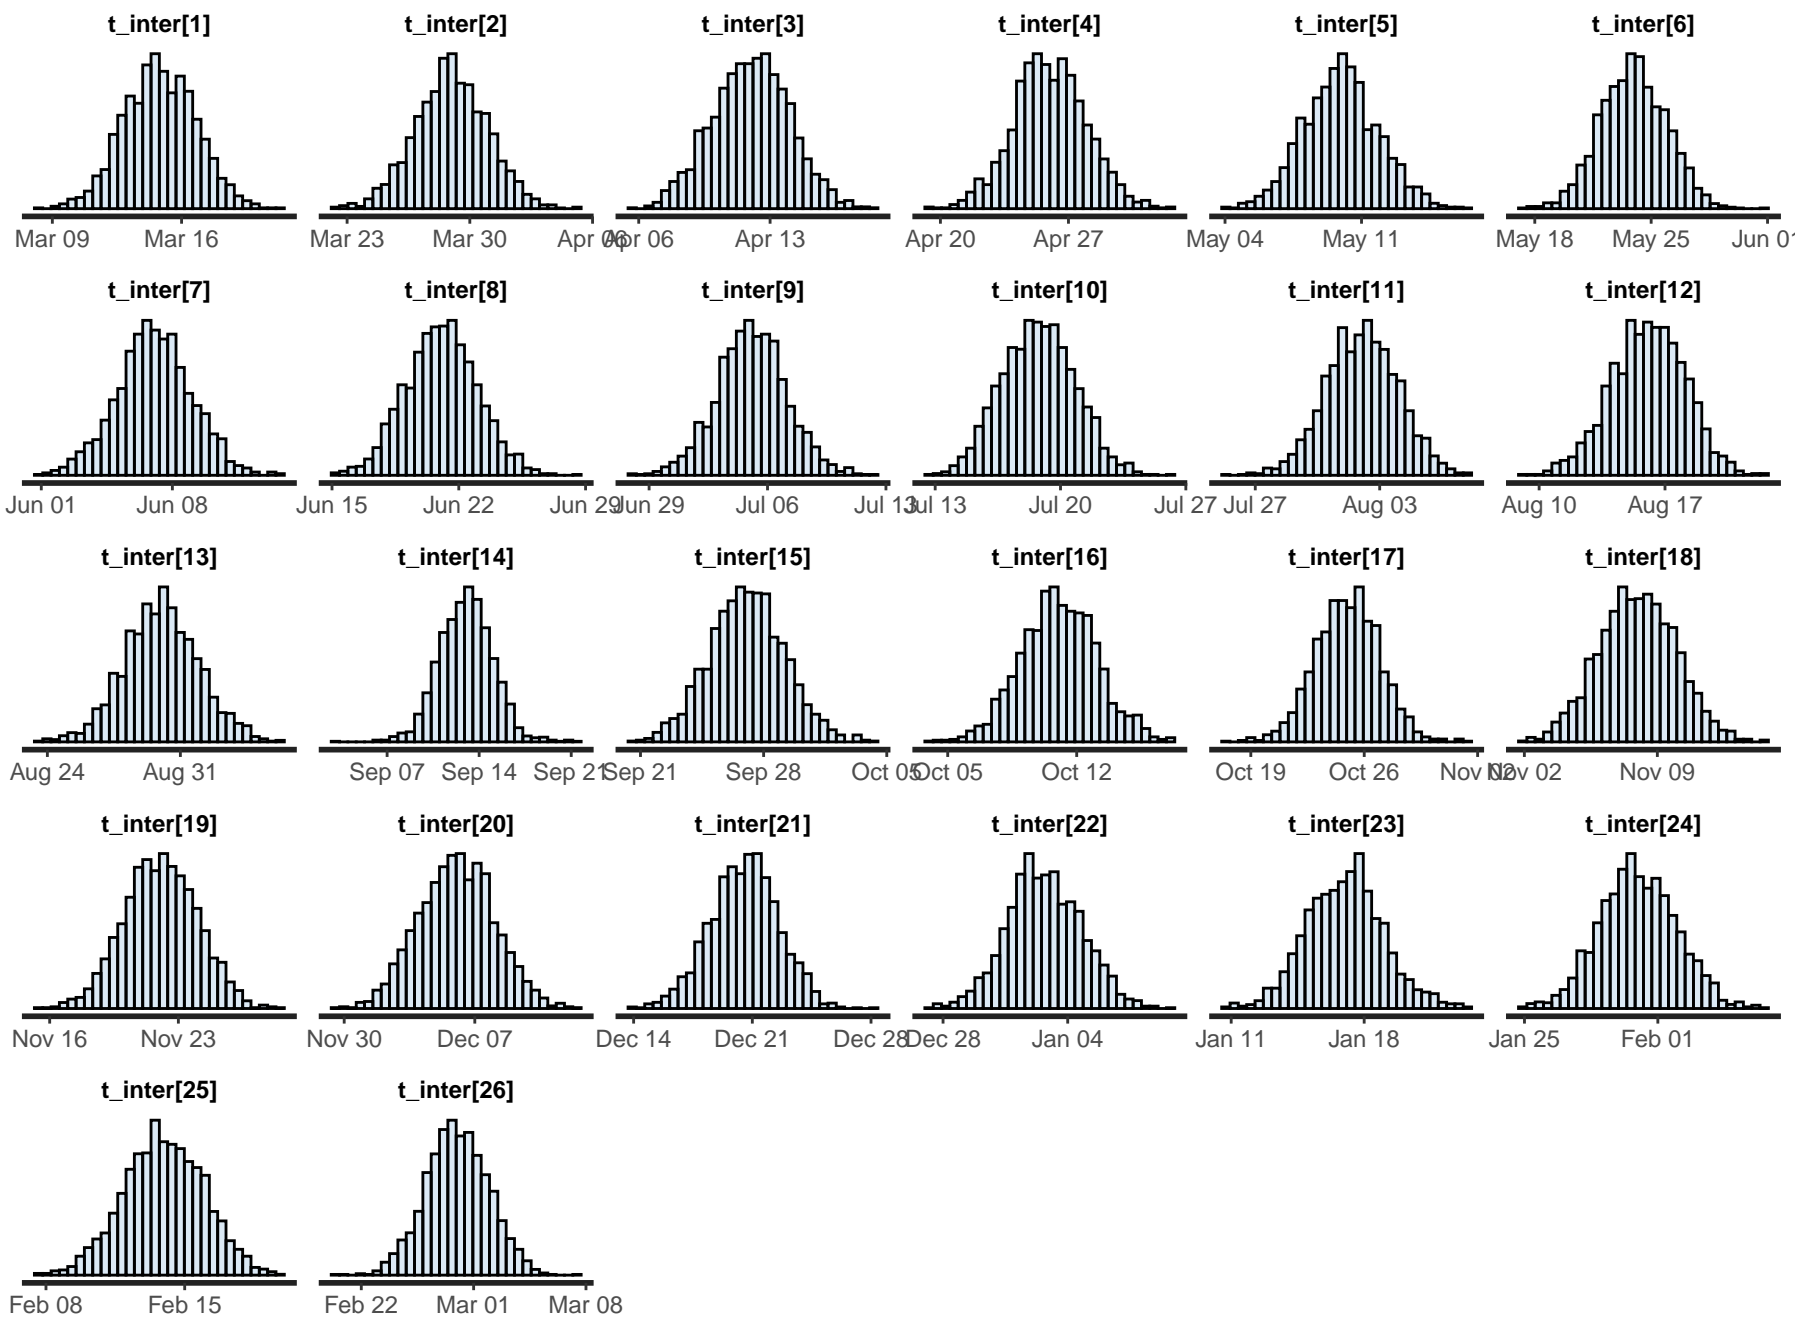 t_inter[1] t_inter[2] t_inter[3] t_inter[4] t_inter[5] t_inter[6]
Mar 09 Mar 16 Mar 23 Mar 30 Apr 06 Apr 06 Apr 13 Apr 20 Apr 27 May 04 May 11 May 18 May 25 Jun 01
t_inter[7] t_inter[8] t_inter[9] t_inter[10] t_inter[11] t_inter[12]
Jun 01 Jun 08 Jun 15 Jun 22 Jun 29 Jun 29 Jul 06 Jul 13 Jul 13 Jul 20 Jul 27 Jul 27 Aug 03 Aug 10 Aug 17
t_inter[13] t_inter[14] t_inter[15] t_inter[16] t_inter[17] t_inter[18]
Aug 24 Aug 31 Sep 07 Sep 14 Sep 21 Sep 21 Sep 28 Oct 05 Oct 05 Oct 12 Oct 19 Oct 26 Nov 02 Nov 02 Nov 09
t_inter[19] t_inter[20] t_inter[21] t_inter[22] t_inter[23] t_inter[24]
Nov 16 Nov 23 Nov 30 Dec 07 Dec 14 Dec 21 Dec 28 Dec 28 Jan 04 Jan 11 Jan 18 Jan 25 Feb 01
t_inter[25] t_inter[26]
Feb 08 Feb 15 Feb 22 Mar 01 Mar 08